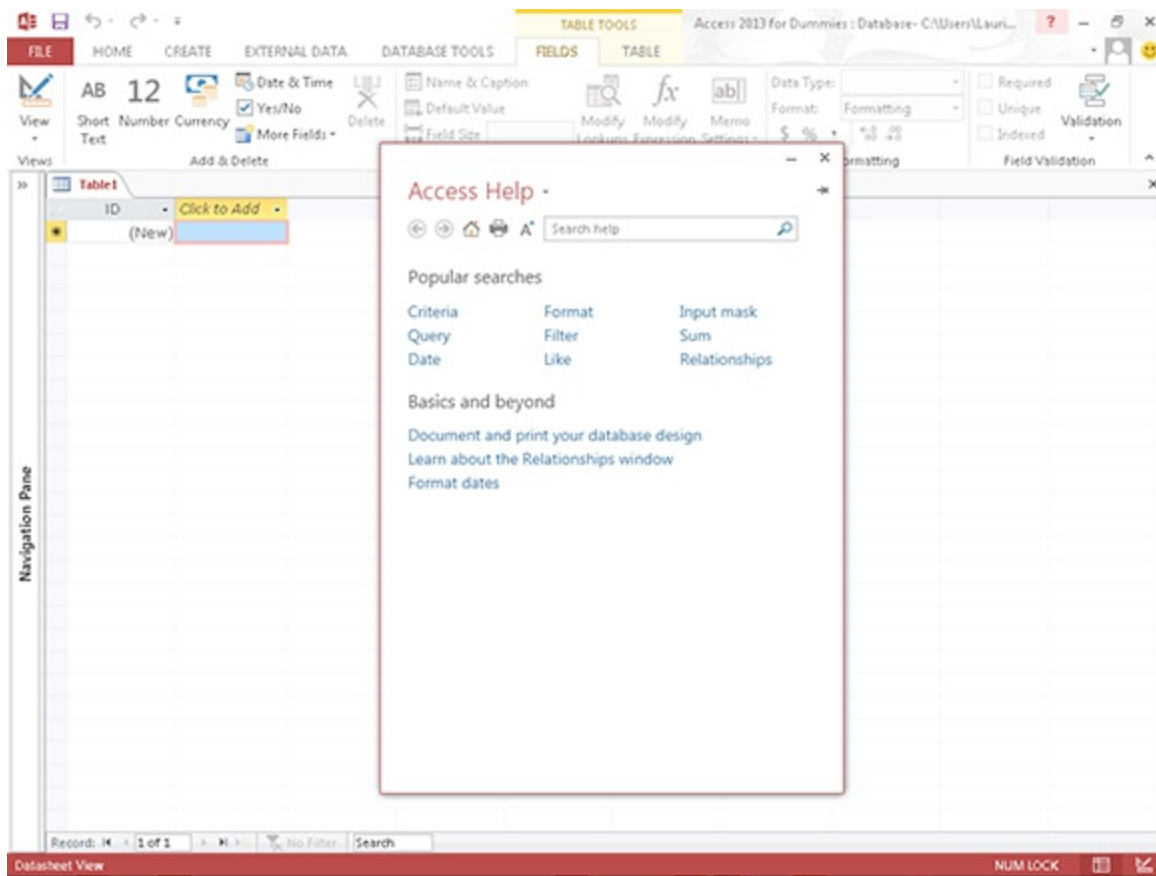 TABLE TOOLS
Access 2013 for Dummies : Database- C:\Users\Lauri...
?
FILE HOME CREATE EXTERNAL DATA DATABASE TOOLS FIELDS TABLE
View
AB
Short Text
12
Number
Currency
Date & Time
Yes/No
More Fields
Delete
Name & Caption
Default Value
Field Size
Modify Lookups
fx
Modify Expression
ab
Memo Settings
Data Type:
Format: Formatting
$ % ,
Required
Unique
Indexed
Validation
Views
Add & Delete
ormatting
Field Validation
Table1
ID Click to Add
(New)
Navigation Pane
Access Help
A
Search help
Popular searches
Criteria Format Input mask
Query Filter Sum
Date Like Relationships
Basics and beyond
Document and print your database design
Learn about the Relationships window
Format dates
Record: 1 of 1 No Filter Search
Datasheet View NUM LOCK